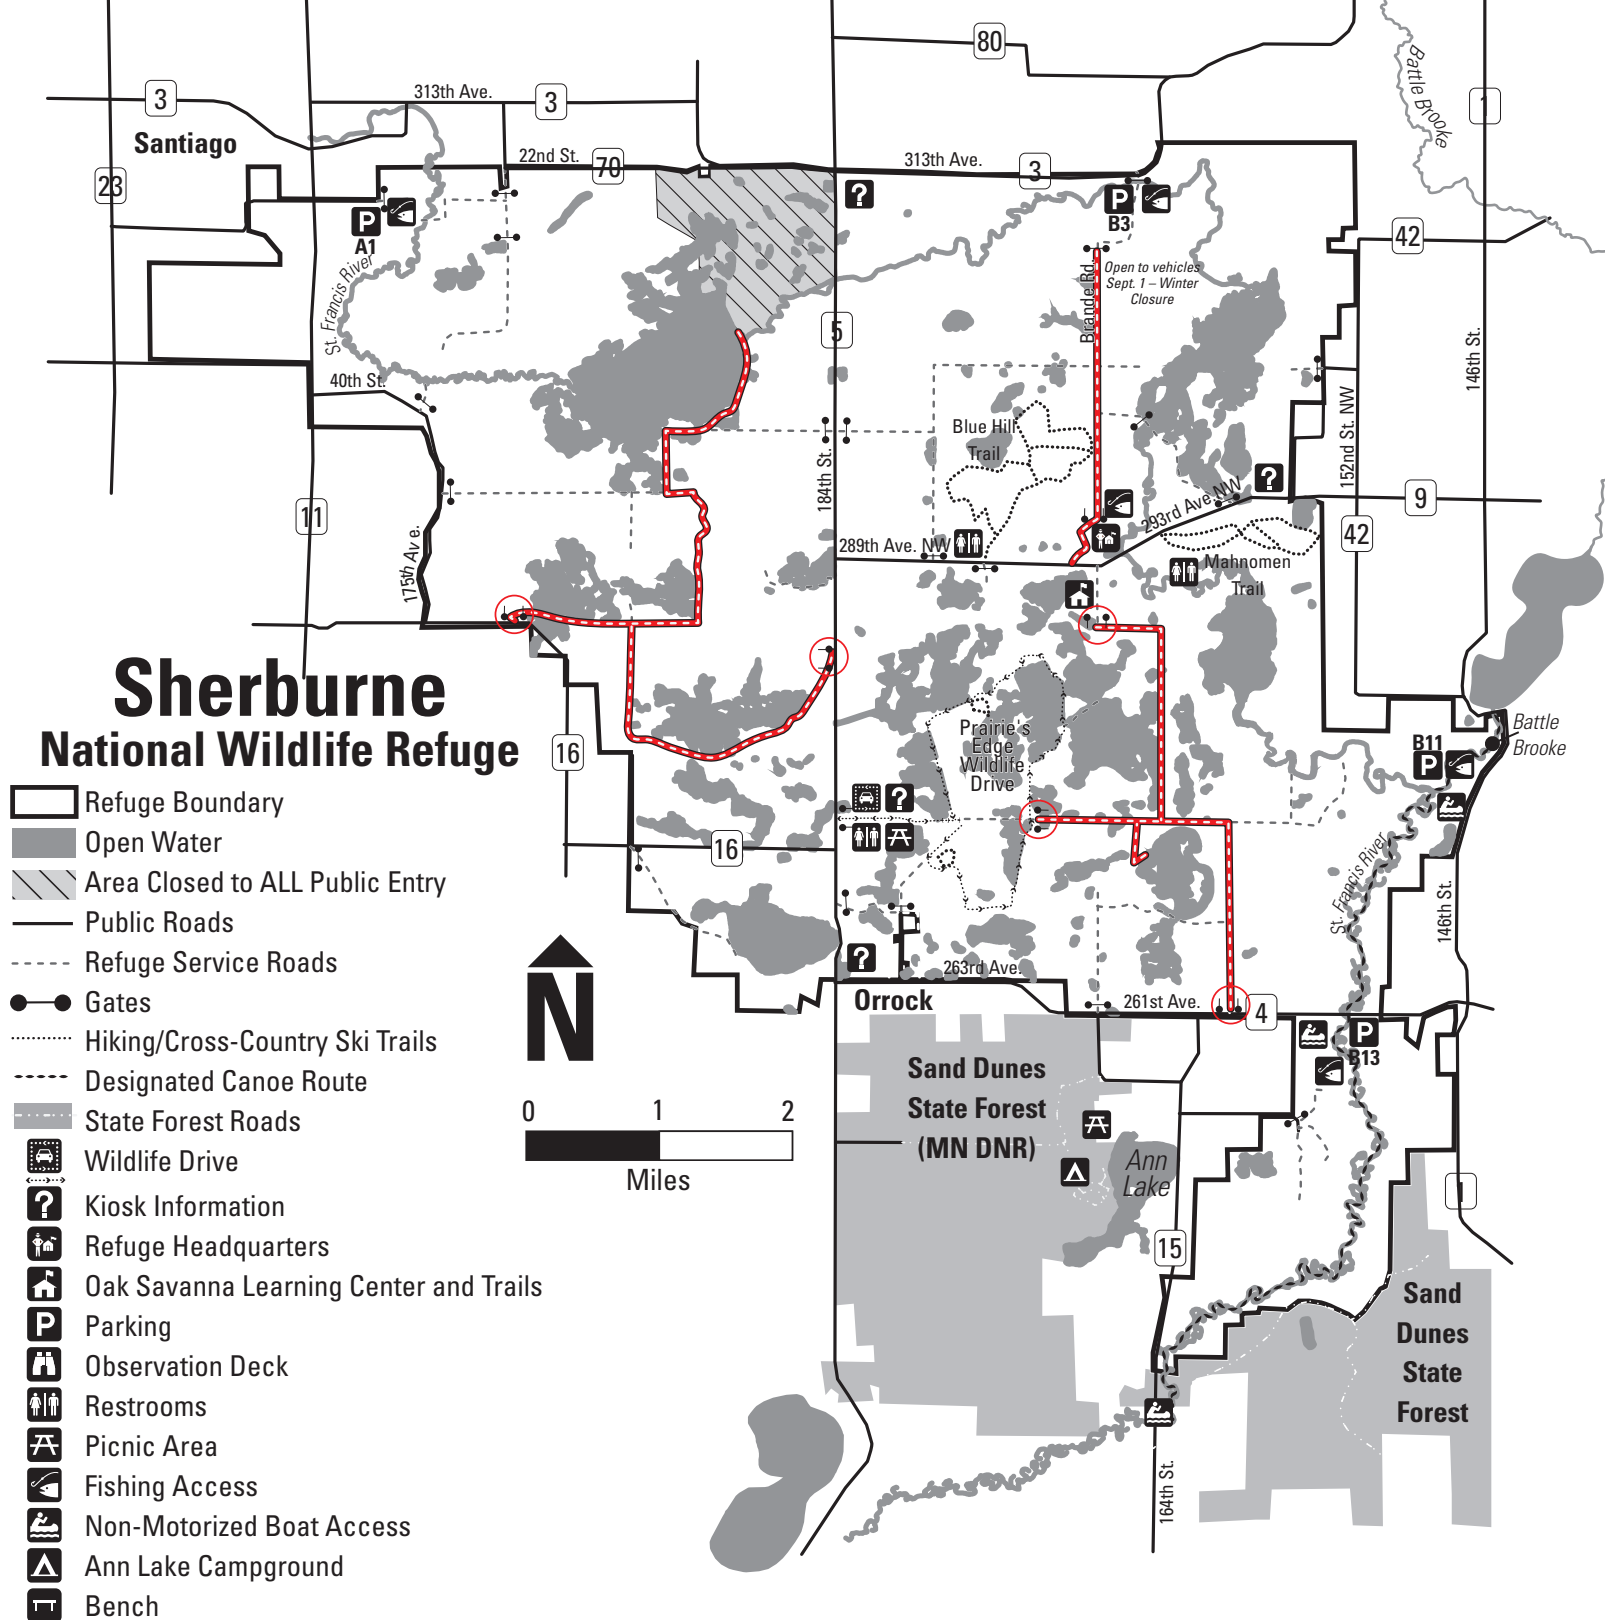 80
Battle Brooke
3
313th Ave.
3
1
Santiago
22nd St.
70
313th Ave.
3
23
P
A1
?
P
B3
42
St. Francis River
Brande Rd.
Open to vehicles
Sept. 1 – Winter
Closure
5
146th St.
40th St.
152nd St. NW
Blue Hill
Trail
184th St.
?
11
293rd Ave NW
9
175th Ave.
289th Ave. NW
42
Mahnomen
Trail
Sherburne
National Wildlife Refuge
16
Prairie's
Edge
Wildlife
Drive
Battle
Brooke
B11
P
?
16
St. Francis River
146th St.
?
263rd Ave.
Orrock
261st Ave.
4
P
B13
Refuge Boundary
Open Water
Area Closed to ALL Public Entry
Public Roads
Refuge Service Roads
Gates
Hiking/Cross-Country Ski Trails
Designated Canoe Route
State Forest Roads
Wildlife Drive
? Kiosk Information
Refuge Headquarters
Oak Savanna Learning Center and Trails
P Parking
Observation Deck
Restrooms
Picnic Area
Fishing Access
Non-Motorized Boat Access
Ann Lake Campground
Bench
N
0 1 2
Miles
Sand Dunes
State Forest
(MN DNR)
Ann
Lake
1
15
Sand
Dunes
State
Forest
164th St.